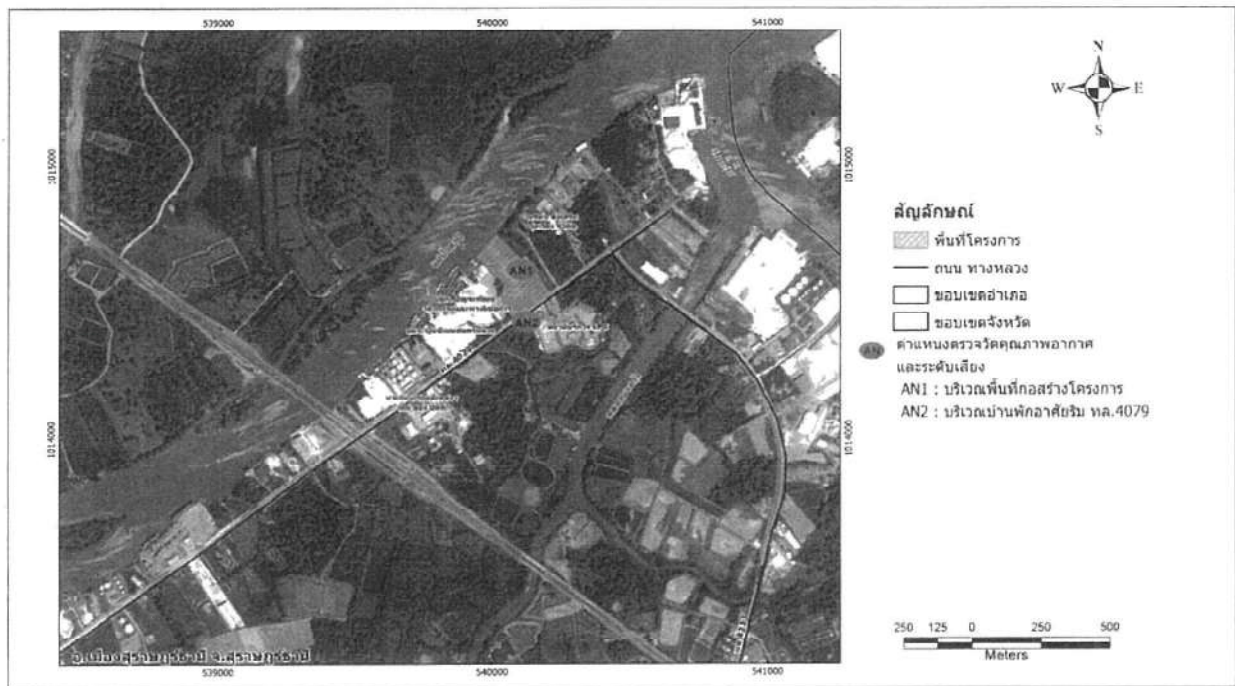 539000
540000
541000
1015000
1015000
1014000
1014000
AN1
AN2
อ.เมืองสุราษฎร์ธานี จ.สุราษฎร์ธานี
539000
540000
541000
N
W
E
S
สัญลักษณ์
พื้นที่โครงการ
ถนน ทางหลวง
ขอบเขตอำเภอ
ขอบเขตจังหวัด
AN
ตำแหน่งตรวจวัดคุณภาพอากาศ
และระดับเสียง
AN1 : บริเวณพื้นที่ก่อสร้างโครงการ
AN2 : บริเวณบ้านพักอาศัยริม ทล.4079
250 125 0 250 500
Meters